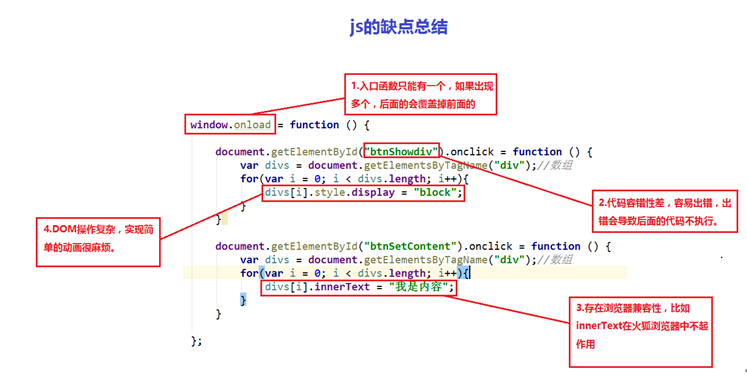 js的缺点总结
1.入口函数只能有一个，如果出现
多个，后面的会覆盖掉前面的
window.onload = function () {
document.getElementById("btnShowdiv").onclick = function () {
var divs = document.getElementsByTagName("div");//数组
for(var i = 0; i < divs.length; i++){
divs[i].style.display = "block";
}
}
2.代码容错性差，容易出错，出
错会导致后面的代码不执行。
4.DOM操作复杂，实现简
单的动画很麻烦。
document.getElementById("btnSetContent").onclick = function () {
var divs = document.getElementsByTagName("div");//数组
for(var i = 0; i < divs.length; i++){
divs[i].innerText = "我是内容";
}
}
};
3.存在浏览器兼容性，比如
innerText在火狐浏览器中不起
作用